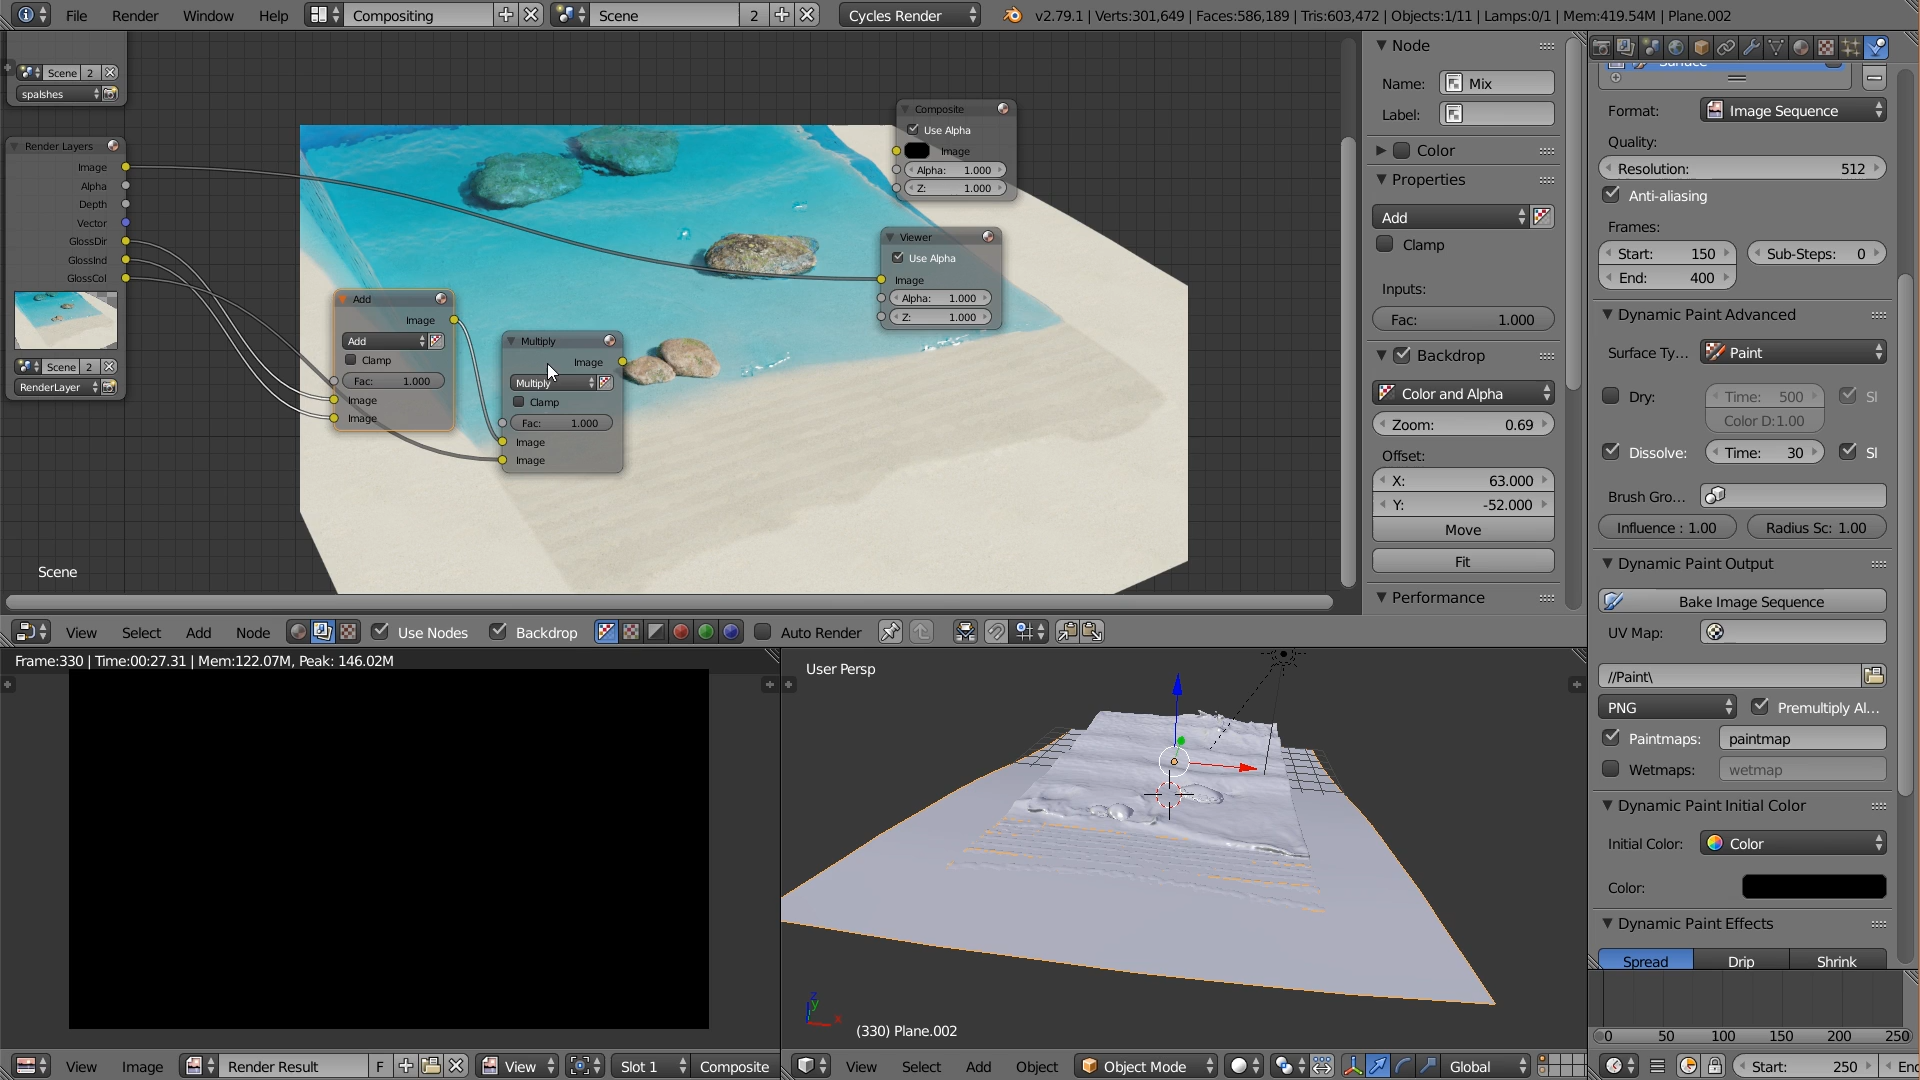 File Render Window Help Compositing Scene 2 Cycles Render v2.79.1 | Verts:301,649 | Faces:586,189 | Tris:603,472 | Objects:1/11 | Lamps:0/1 | Mem:419.54M | Plane.002
Scene 2
spalshes
Render Layers
Image
Alpha
Depth
Vector
GlossDir
GlossInd
GlossCol
Scene 2
RenderLayer
Add
Image
Add
Clamp
Fac: 1.000
Image
Image
Multiply
Image
Multiply
Clamp
Fac: 1.000
Image
Image
Composite
Use Alpha
Image
Alpha: 1.000
Z: 1.000
Viewer
Use Alpha
Image
Alpha: 1.000
Z: 1.000
Scene
Node
Name: Mix
Label:
Color
Properties
Add
Clamp
Inputs:
Fac: 1.000
Backdrop
Color and Alpha
Zoom: 0.69
Offset:
X: 63.000
Y: -52.000
Move
Fit
Performance
Surface
Format: Image Sequence
Quality:
Resolution: 512
Anti-aliasing
Frames:
Start: 150 Sub-Steps: 0
End: 400
Dynamic Paint Advanced
Surface Ty... Paint
Dry: Time: 500 Sl
Color D:1.00
Dissolve: Time: 30 Sl
Brush Gro...
Influence : 1.00 Radius Sc: 1.00
Dynamic Paint Output
Bake Image Sequence
UV Map:
//Paint\
PNG Premultiply Al...
Paintmaps: paintmap
Wetmaps: wetmap
Dynamic Paint Initial Color
Initial Color: Color
Color:
Dynamic Paint Effects
Spread Drip Shrink
0 50 100 150 200 250
Start: 250 En
View Select Add Node Use Nodes Backdrop Auto Render
Frame:330 | Time:00:27.31 | Mem:122.07M, Peak: 146.02M
View Image Render Result F View Slot 1 Composite
User Persp
z
y
x
(330) Plane.002
View Select Add Object Object Mode Global